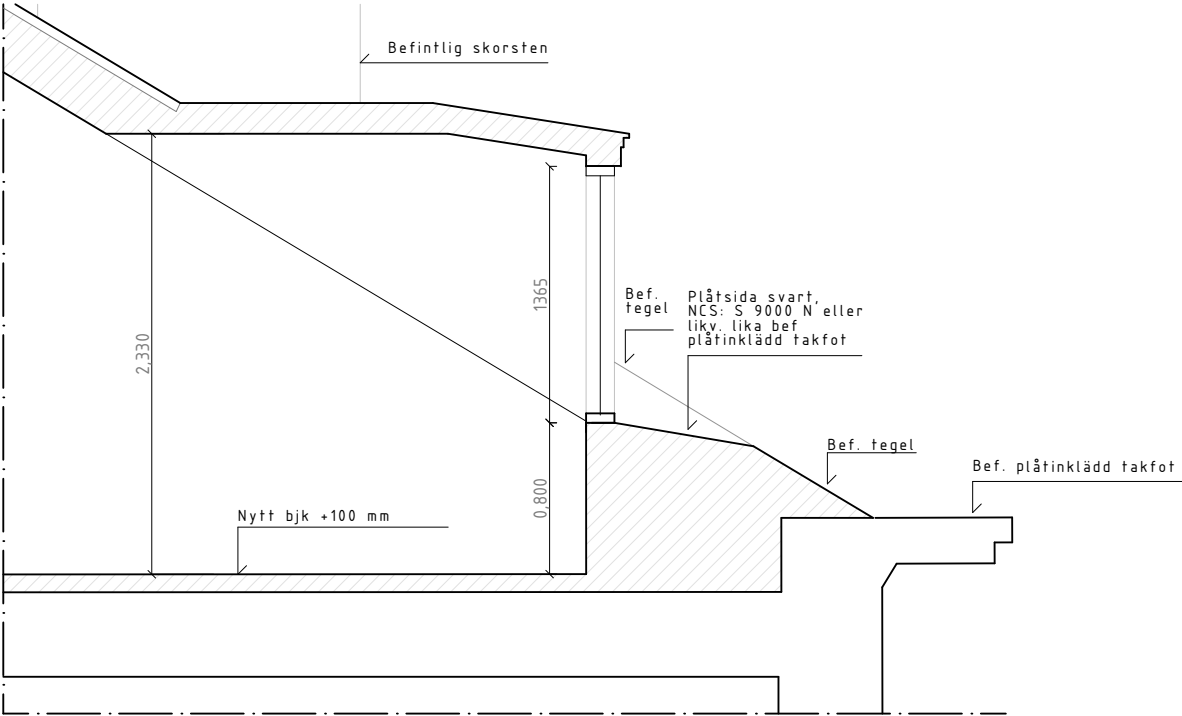 Befintlig skorsten
1365
2,330
Bef.
tegel
Plåtsida svart,
NCS: S 9000 N eller
likv. lika bef
plåtinklädd takfot
Bef. tegel
Bef. plåtinklädd takfot
0,800
Nytt bjk +100 mm